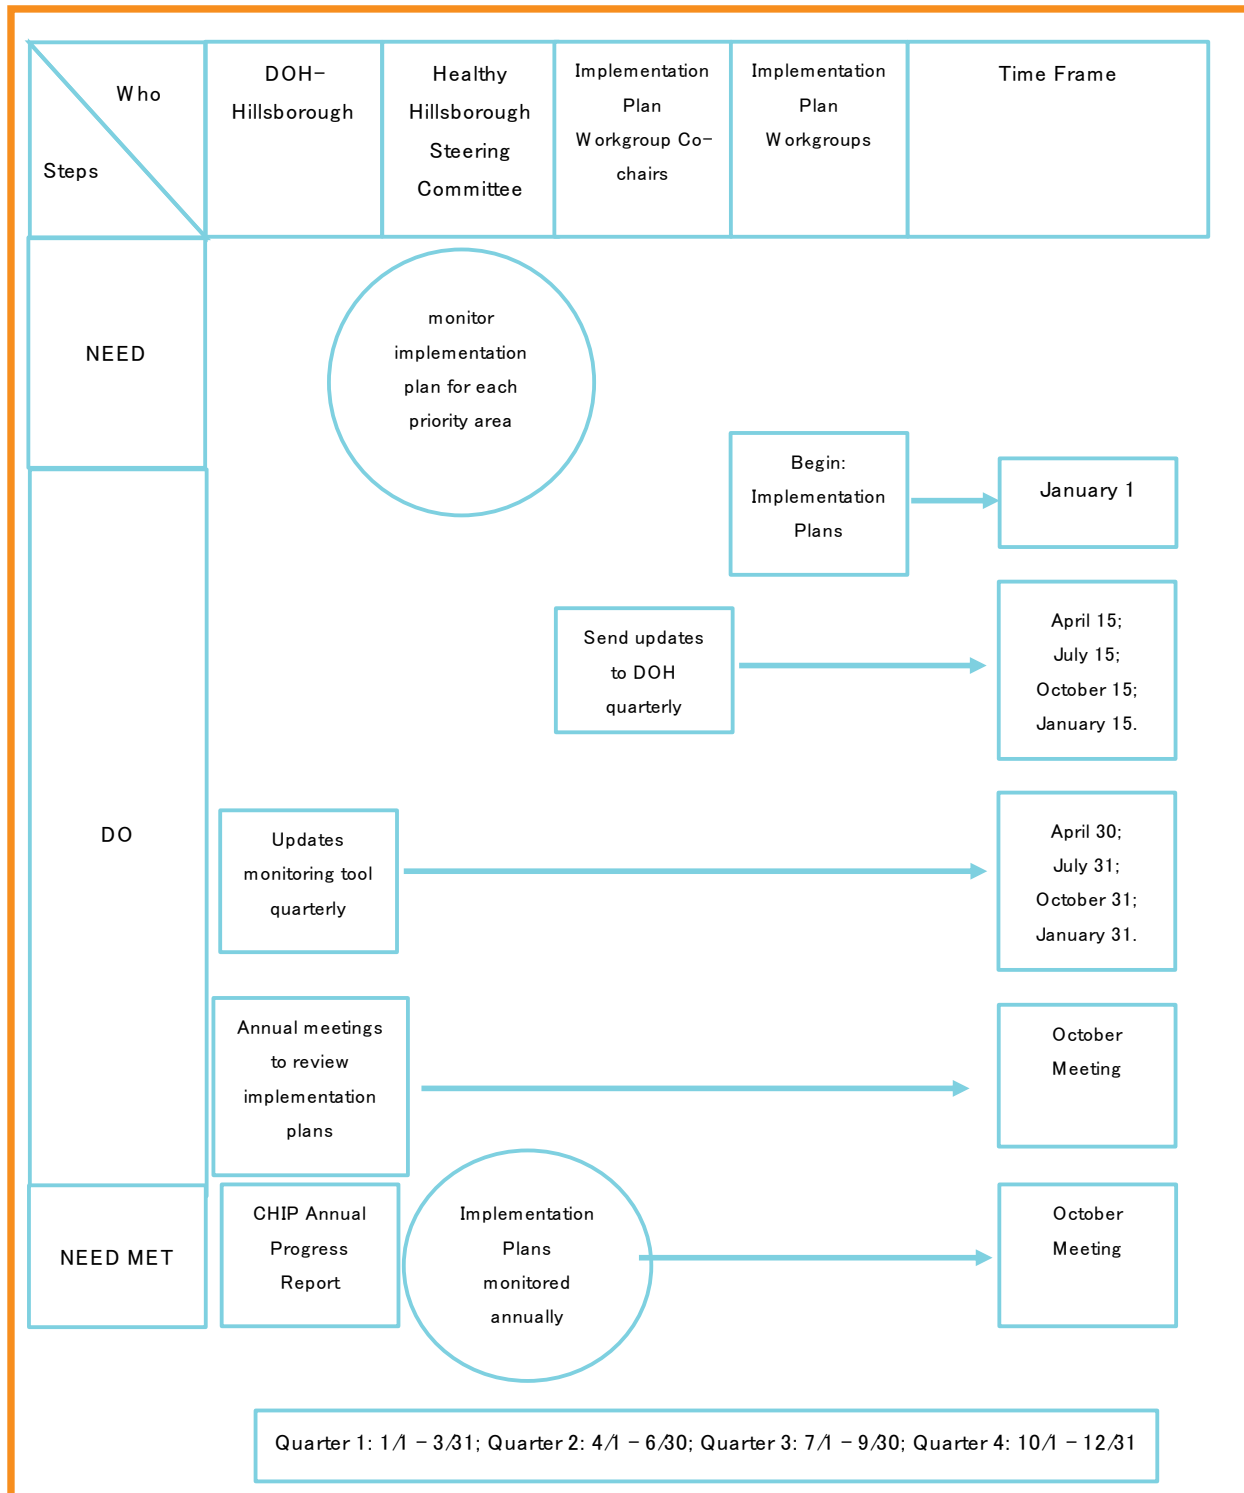 Who
Steps
DOH-
Hillsborough
Healthy
Hillsborough
Steering
Committee
Implementation
Plan
Workgroup Co-
chairs
Implementation
Plan
Workgroups
Time Frame
NEED
monitor
implementation
plan for each
priority area
Begin:
Implementation
Plans
January 1
DO
Send updates
to DOH
quarterly
April 15;
July 15;
October 15;
January 15.
Updates
monitoring tool
quarterly
April 30;
July 31;
October 31;
January 31.
Annual meetings
to review
implementation
plans
October
Meeting
NEED MET
CHIP Annual
Progress
Report
Implementation
Plans
monitored
annually
October
Meeting
Quarter 1: 1/1 - 3/31; Quarter 2: 4/1 - 6/30; Quarter 3: 7/1 - 9/30; Quarter 4: 10/1 - 12/31